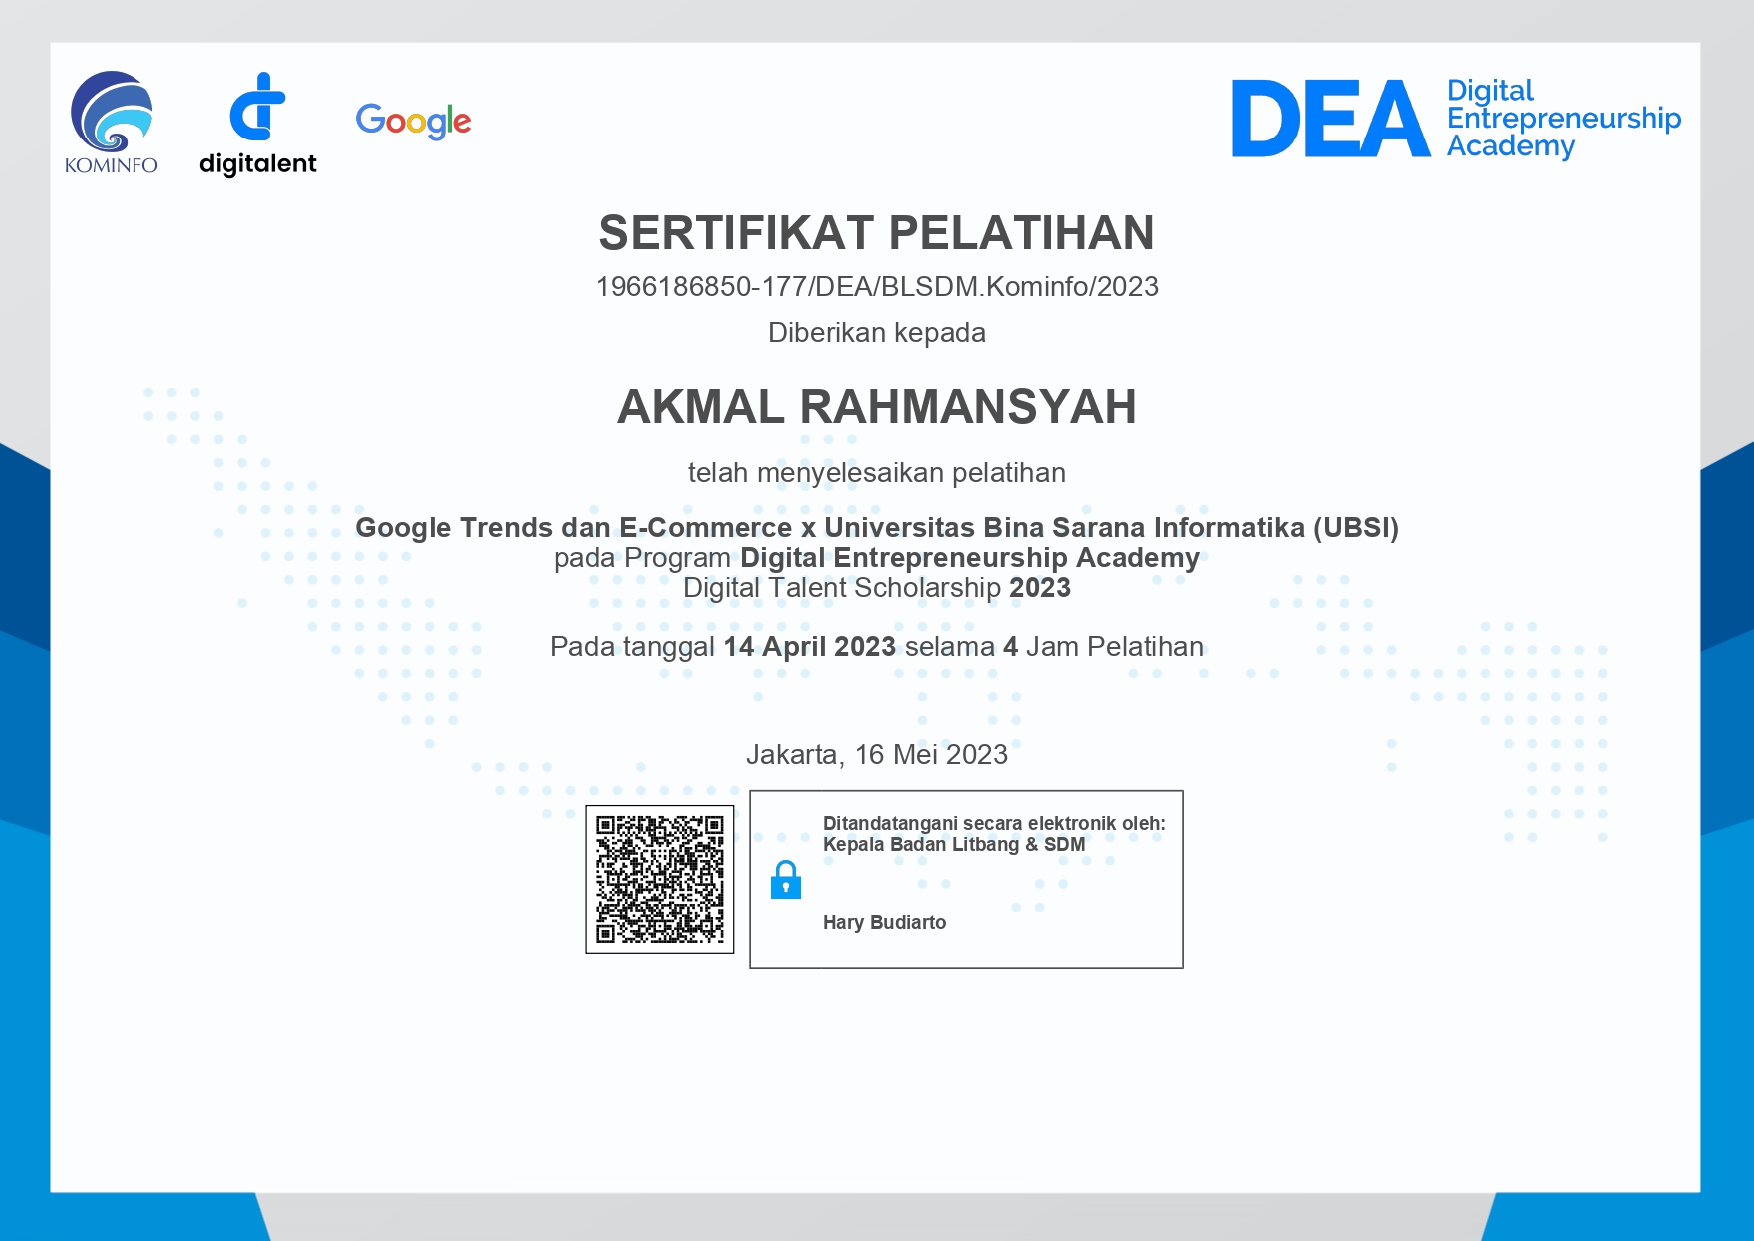 KOMINFO
digitalent
Google
DEA Digital
Entrepreneurship
Academy
SERTIFIKAT PELATIHAN
1966186850-177/DEA/BLSDM.Kominfo/2023
Diberikan kepada
AKMAL RAHMANSYAH
telah menyelesaikan pelatihan
Google Trends dan E-Commerce x Universitas Bina Sarana Informatika (UBSI)
pada Program Digital Entrepreneurship Academy
Digital Talent Scholarship 2023
Pada tanggal 14 April 2023 selama 4 Jam Pelatihan
Jakarta, 16 Mei 2023
Ditandatangani secara elektronik oleh:
Kepala Badan Litbang & SDM
Hary Budiarto